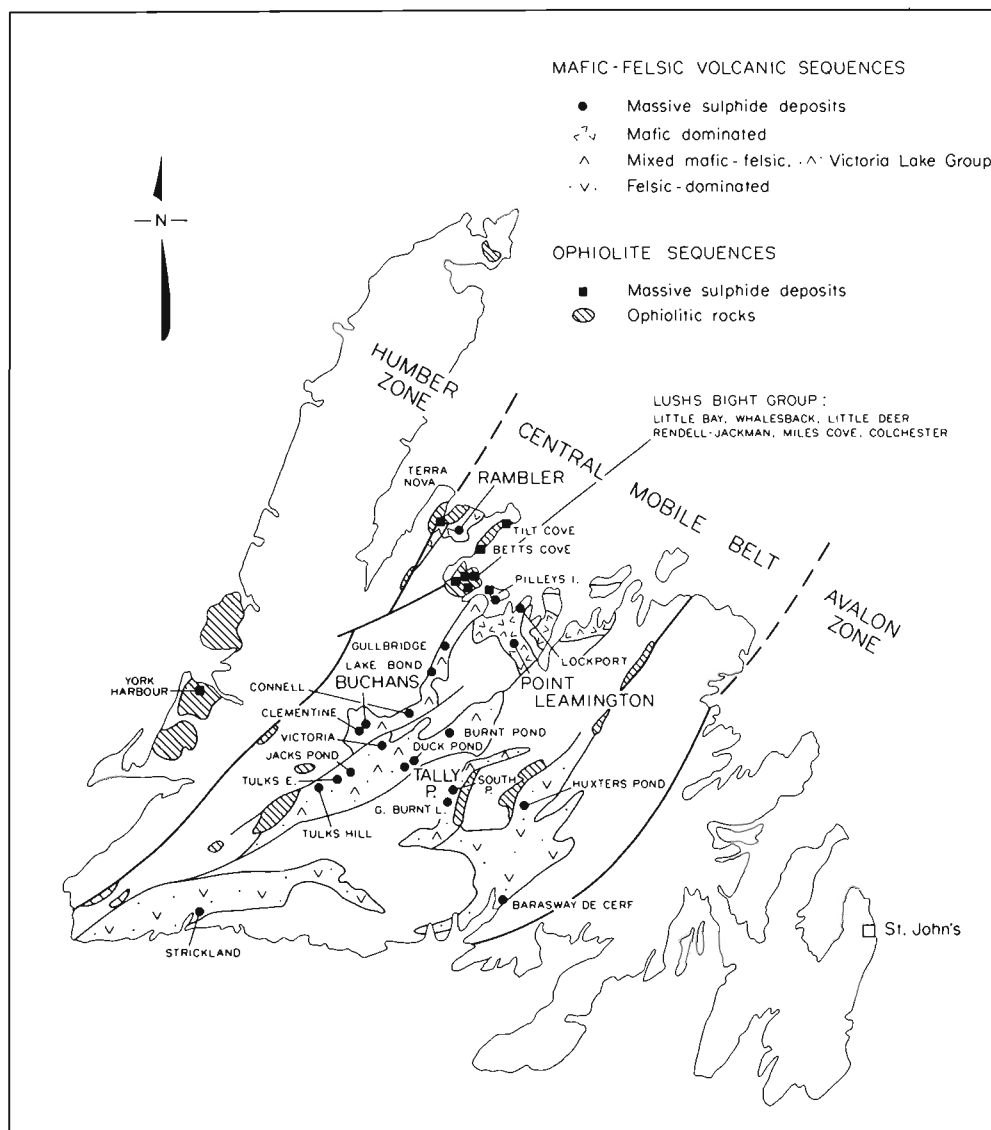 MAFIC-FELSIC VOLCANIC SEQUENCES
Massive sulphide deposits
Mafic dominated
Mixed mafic-felsic, Victoria Lake Group
Felsic-dominated
N
OPHIOLITE SEQUENCES
Massive sulphide deposits
Ophiolitic rocks
HUMBER
ZONE
LUSHS BIGHT GROUP:
LITTLE BAY, WHALESBACK, LITTLE DEER
RENDELL-JACKMAN, MILES COVE, COLCHESTER
CENTRAL
MOBILE
BELT
AVALON
ZONE
TERRA
NOVA
RAMBLER
TILT COVE
BETTS COVE
PILLEYS I.
GULLBRIDGE
LAKE BOND
LOCKPORT
YORK
HARBOUR
CONNELL
BUCHANS
POINT
LEAMINGTON
CLEMENTINE
VICTORIA
BURNT POND
DUCK POND
JACKS POND
TULKS E.
TALLY
P.
SOUTH
P.
HUXTERS POND
G. BURNT L.
TULKS HILL
BARASWAY DE CERF
STRICKLAND
St. John's